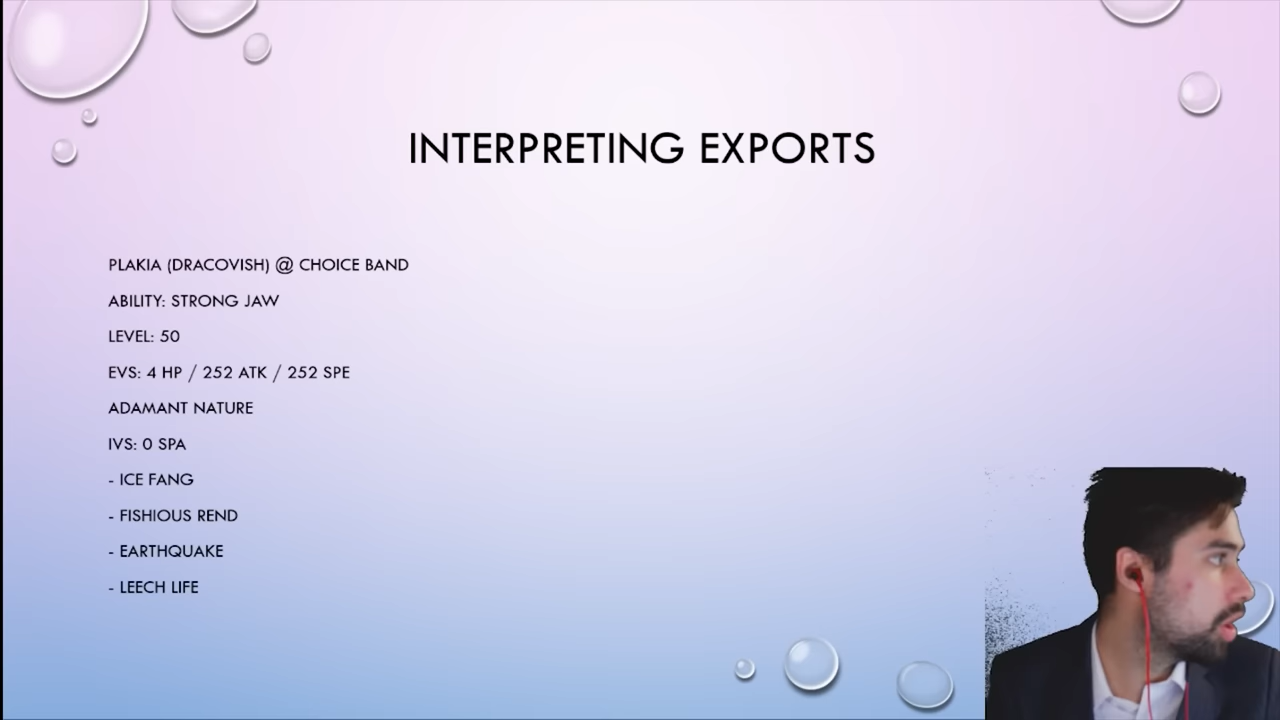 INTERPRETING EXPORTS
PLAKIA (DRACOVISH) @ CHOICE BAND
ABILITY: STRONG JAW
LEVEL: 50
EVS: 4 HP / 252 ATK / 252 SPE
ADAMANT NATURE
IVS: 0 SPA
- ICE FANG
- FISHIOUS REND
- EARTHQUAKE
- LEECH LIFE